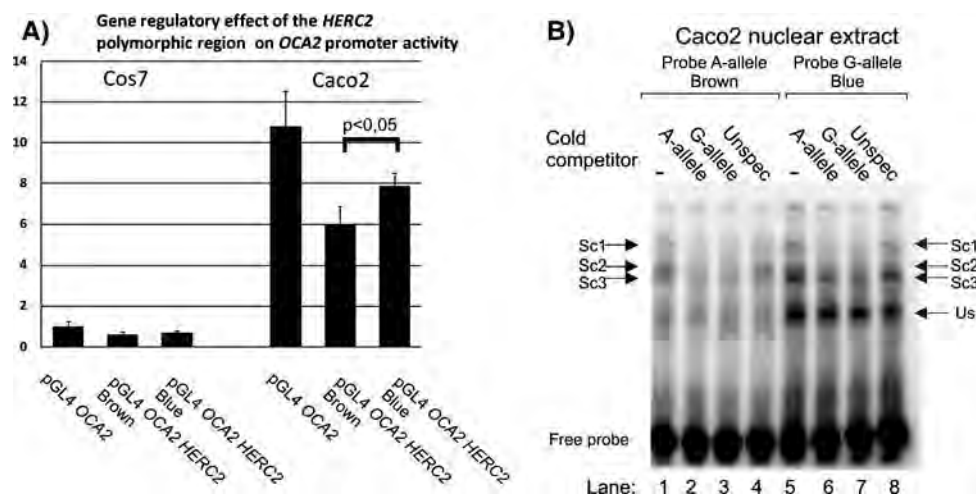 A)
Gene regulatory effect of the HERC2
polymorphic region on OCA2 promoter activity
14
12
10
8
6
4
2
0
Cos7
Caco2
p<0,05
pGL4 OCA2
pGL4 OCA2 HERC2
Brown
pGL4 OCA2 HERC2
Blue
pGL4 OCA2
pGL4 OCA2 HERC2
Brown
pGL4 OCA2 HERC2
Blue
B)
Caco2 nuclear extract
Probe A-allele
Brown
Probe G-allele
Blue
Cold
competitor
- A-allele G-allele Unspec - A-allele G-allele Unspec
Sc1
Sc2
Sc3
Sc1
Sc2
Sc3
Us
Free probe
Lane: 1 2 3 4 5 6 7 8